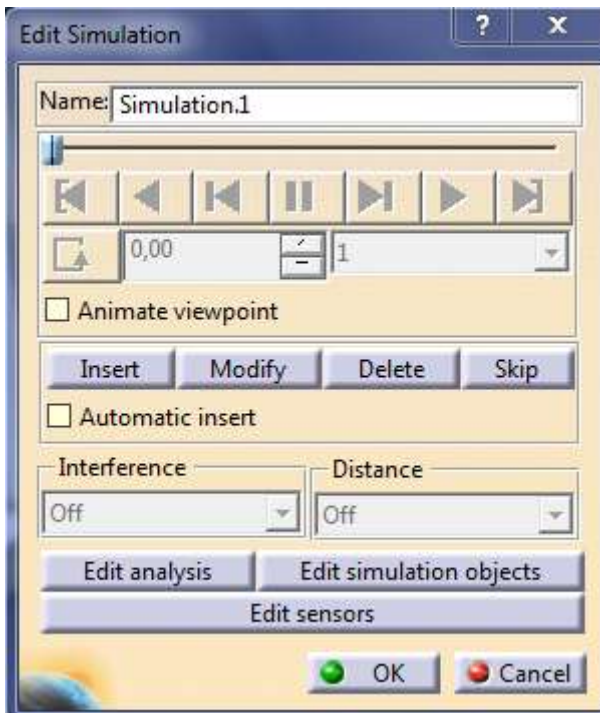 Edit Simulation ? X
Name: Simulation.1
0,00 1
Animate viewpoint
Insert Modify Delete Skip
Automatic insert
Interference Distance
Off Off
Edit analysis Edit simulation objects
Edit sensors
OK Cancel